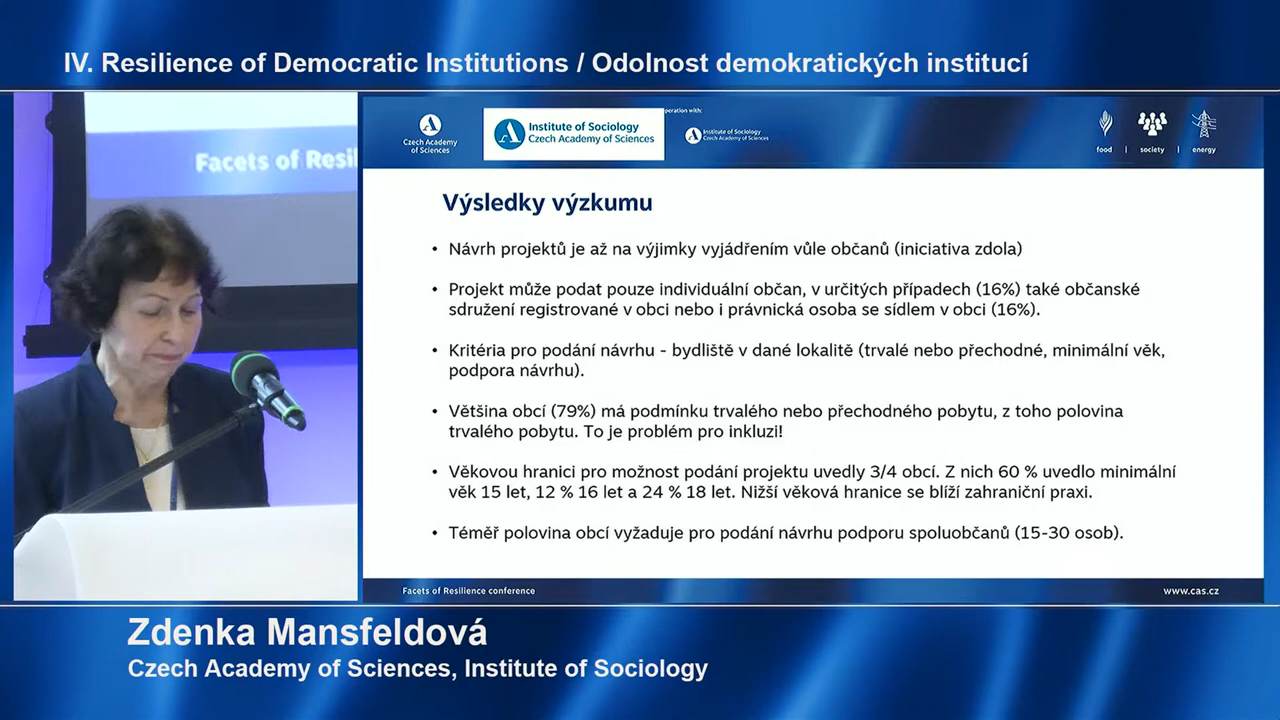 IV. Resilience of Democratic Institutions / Odolnost demokratických institucí
Facets of Resi
Czech Academy
of Sciences
Institute of Sociology
Czech Academy of Sciences
operation with:
Institute of Sociology
Czech Academy of Sciences
food | society | energy
Výsledky výzkumu
• Návrh projektů je až na výjimky vyjádřením vůle občanů (iniciativa zdola)
• Projekt může podat pouze individuální občan, v určitých případech (16%) také občanské
sdružení registrované v obci nebo i právnická osoba se sídlem v obci (16%).
• Kritéria pro podání návrhu - bydliště v dané lokalitě (trvalé nebo přechodné, minimální věk,
podpora návrhu).
• Většina obcí (79%) má podmínku trvalého nebo přechodného pobytu, z toho polovina
trvalého pobytu. To je problém pro inkluzi!
• Věkovou hranici pro možnost podání projektu uvedly 3/4 obcí. Z nich 60 % uvedlo minimální
věk 15 let, 12 % 16 let a 24 % 18 let. Nižší věková hranice se blíží zahraniční praxi.
• Téměř polovina obcí vyžaduje pro podání návrhu podporu spoluobčanů (15-30 osob).
Facets of Resilience conference
www.cas.cz
Zdenka Mansfeldová
Czech Academy of Sciences, Institute of Sociology